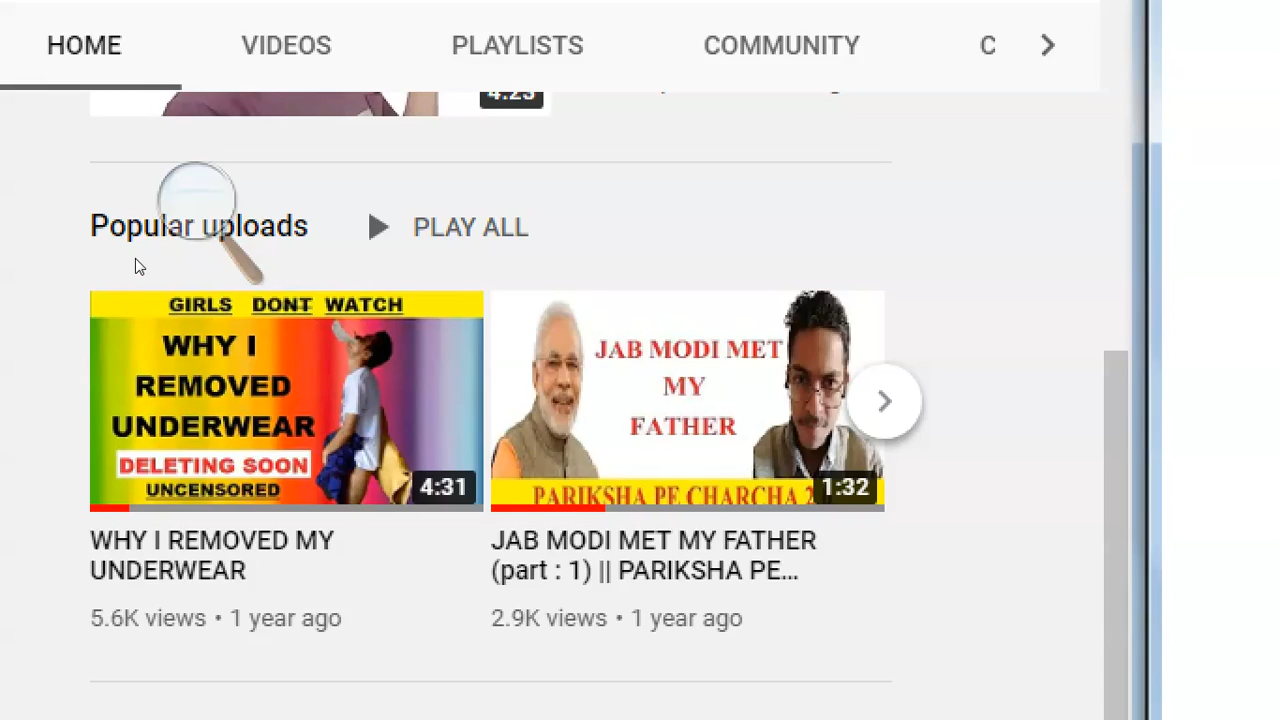 HOME VIDEOS PLAYLISTS COMMUNITY C
4:23
Popular uploads PLAY ALL
GIRLS DONT WATCH
WHY I
REMOVED
UNDERWEAR
DELETING SOON
UNCENSORED
4:31
JAB MODI MET
MY
FATHER
PARIKSHA PE CHARCHA 2
1:32
WHY I REMOVED MY
UNDERWEAR
5.6K views • 1 year ago
JAB MODI MET MY FATHER
(part : 1) || PARIKSHA PE...
2.9K views • 1 year ago